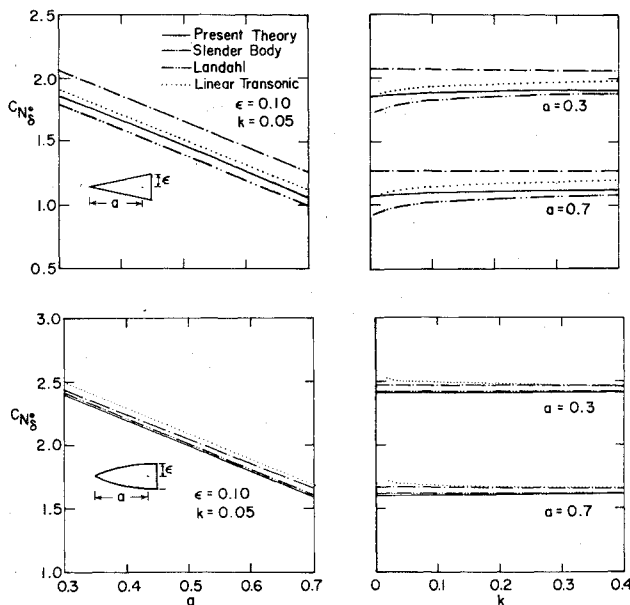 2.5
2.0
1.5
1.0
0.5
C_Nδ̇
Present Theory
Slender Body
Landahl
Linear Transonic
ε = 0.10
k = 0.05
ε
a
a = 0.3
a = 0.7
3.0
2.5
2.0
1.5
1.0
C_Nδ̇
ε
a
ε = 0.10
k = 0.05
0.3 0.4 0.5 0.6 0.7
a
a = 0.3
a = 0.7
0 0.1 0.2 0.3 0.4
k